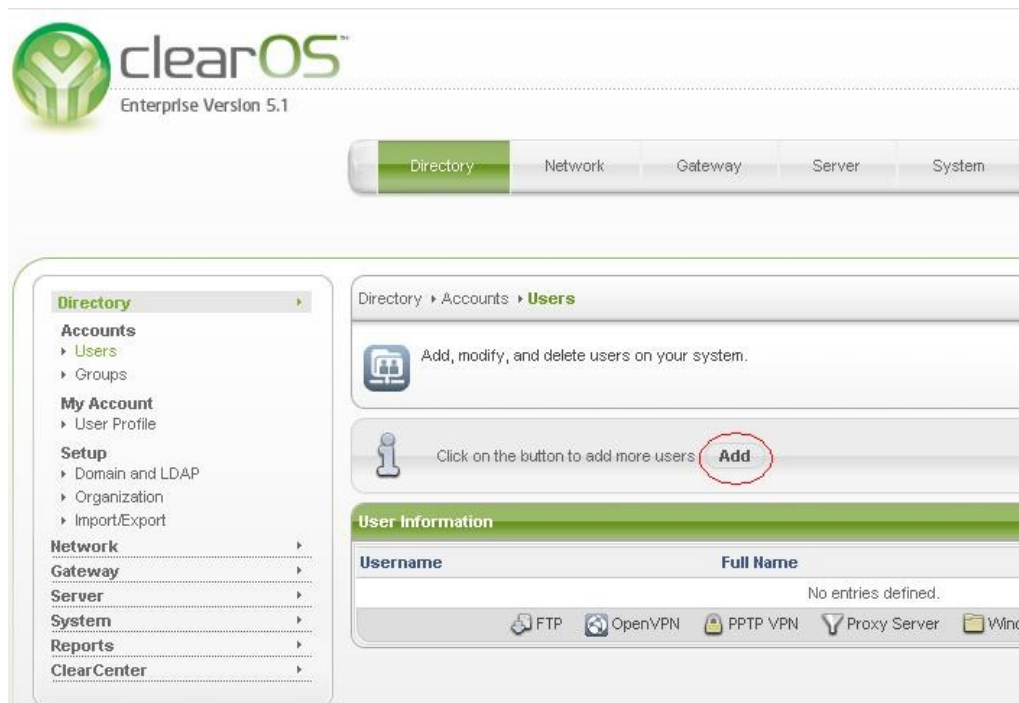 clearOS™
Enterprise Version 5.1
Directory Network Gateway Server System
Directory
Accounts
Users
Groups
My Account
User Profile
Setup
Domain and LDAP
Organization
Import/Export
Network
Gateway
Server
System
Reports
ClearCenter
Directory Accounts Users
Add, modify, and delete users on your system.
Click on the button to add more users Add
User Information
Username Full Name
No entries defined.
FTP OpenVPN PPTP VPN Proxy Server Wind